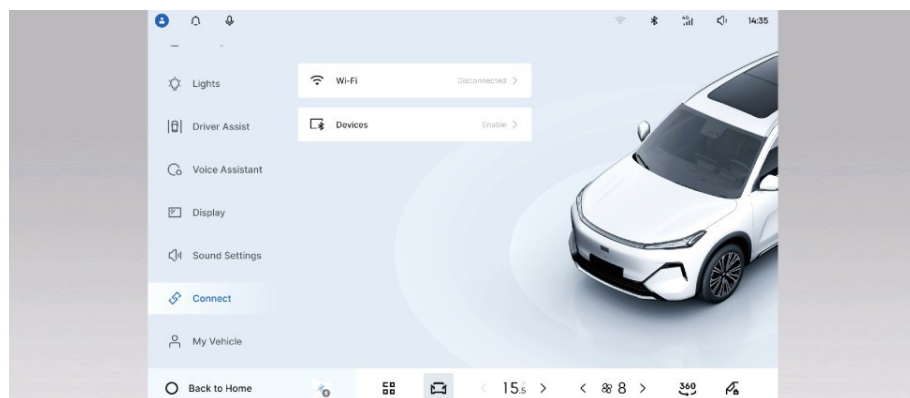 4G
14:35
Lights
Wi-Fi
Disconnected
Driver Assist
Devices
Enable
Voice Assistant
Display
Sound Settings
Connect
My Vehicle
Back to Home
15.5
8
360